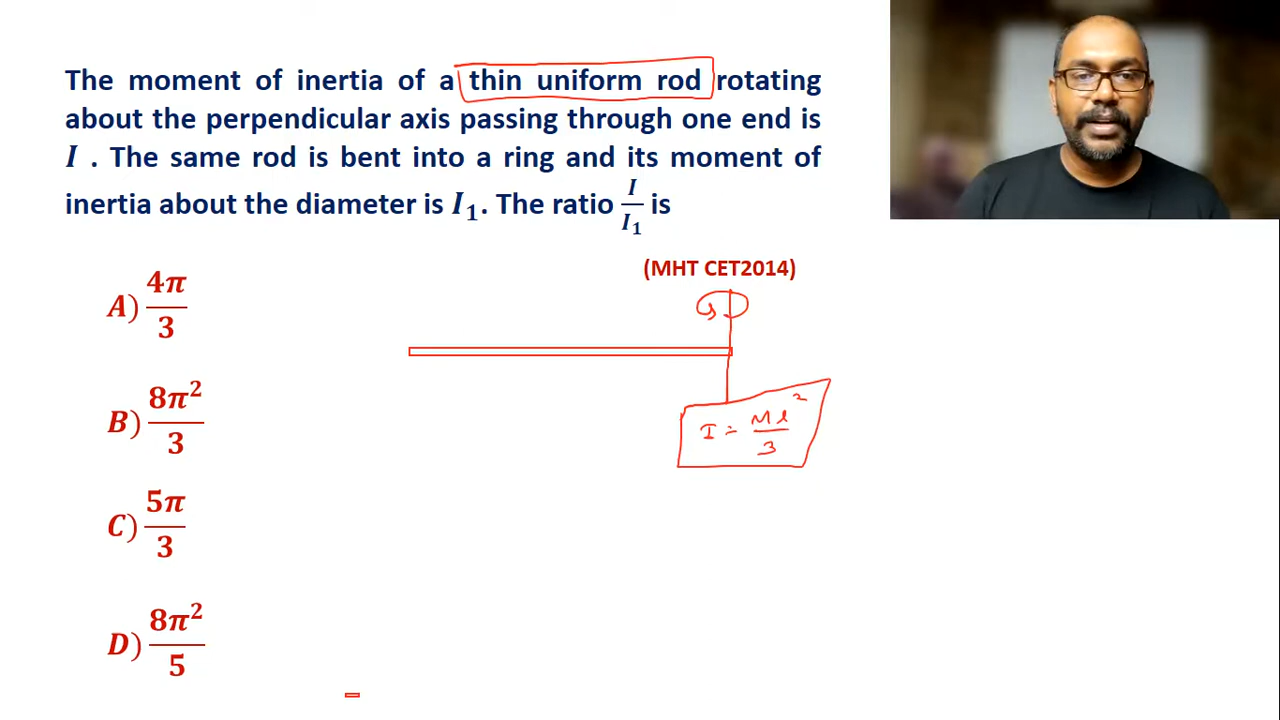 The moment of inertia of a thin uniform rod rotating
about the perpendicular axis passing through one end is
I . The same rod is bent into a ring and its moment of
inertia about the diameter is I₁. The ratio I/I₁ is
(MHT CET2014)
A) 4π/3
B) 8π²/3
C) 5π/3
D) 8π²/5
I = Ml²/3